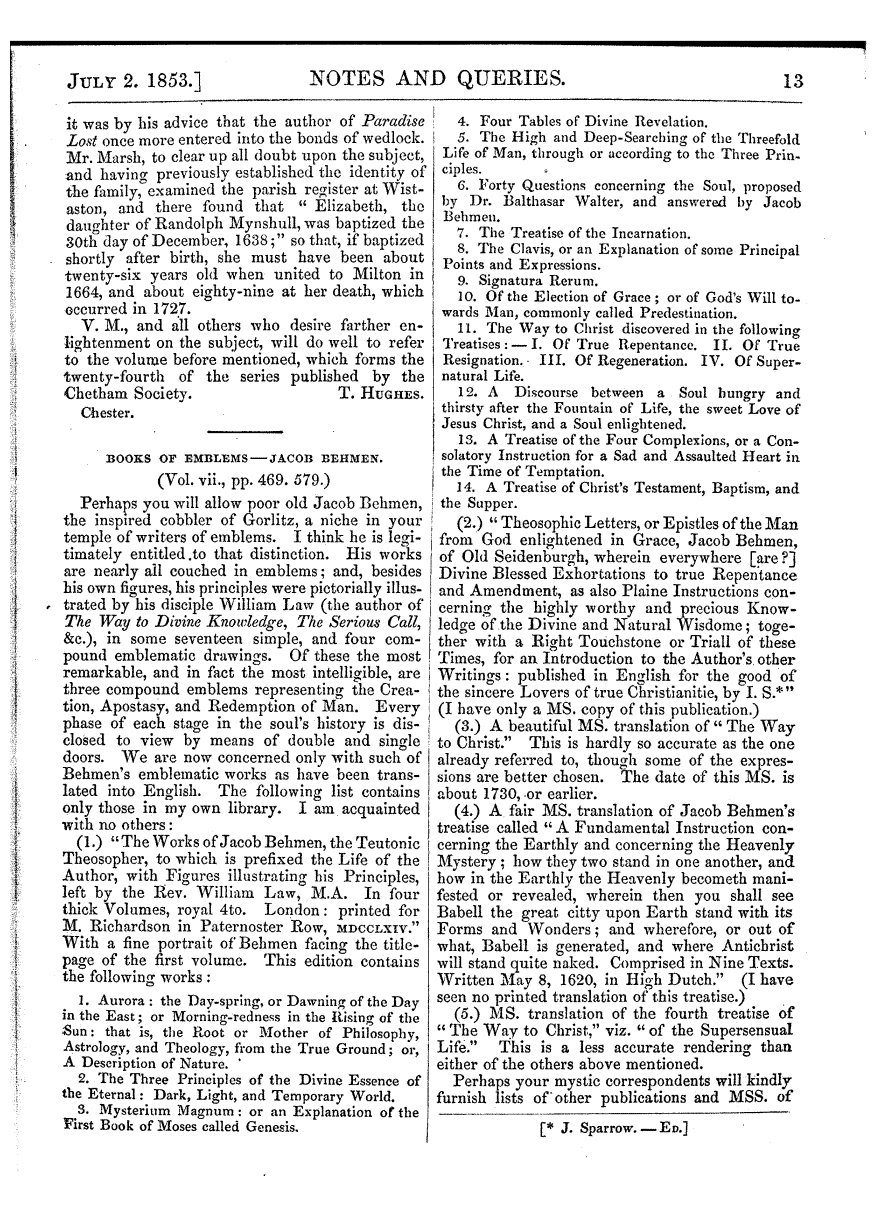 JULY 2. 1853.] NOTES AND QUERIES. 13
it was by his advice that the author of Paradise
Lost once more entered into the bonds of wedlock.
Mr. Marsh, to clear up all doubt upon the subject,
and having previously established the identity of
the family, examined the parish register at Wist-
aston, and there found that “ Elizabeth, the
daughter of Randolph Mynshull, was baptized the
30th day of December, 1638;” so that, if baptized
shortly after birth, she must have been about
twenty-six years old when united to Milton in
1664, and about eighty-nine at her death, which
occurred in 1727.
V. M., and all others who desire farther en-
lightenment on the subject, will do well to refer
to the volume before mentioned, which forms the
twenty-fourth of the series published by the
Chetham Society. T. HUGHES.
Chester.
BOOKS OF EMBLEMS — JACOB BEHMEN.
(Vol. vii., pp. 469. 579.)
Perhaps you will allow poor old Jacob Behmen,
the inspired cobbler of Gorlitz, a niche in your
temple of writers of emblems. I think he is legi-
timately entitled to that distinction. His works
are nearly all couched in emblems; and, besides
his own figures, his principles were pictorially illus-
trated by his disciple William Law (the author of
The Way to Divine Knowledge, The Serious Call,
&c.), in some seventeen simple, and four com-
pound emblematic drawings. Of these the most
remarkable, and in fact the most intelligible, are
three compound emblems representing the Crea-
tion, Apostasy, and Redemption of Man. Every
phase of each stage in the soul's history is dis-
closed to view by means of double and single
doors. We are now concerned only with such of
Behmen's emblematic works as have been trans-
lated into English. The following list contains
only those in my own library. I am acquainted
with no others:
(1.) “The Works of Jacob Behmen, the Teutonic
Theosopher, to which is prefixed the Life of the
Author, with Figures illustrating his Principles,
left by the Rev. William Law, M.A. In four
thick Volumes, royal 4to. London: printed for
M. Richardson in Paternoster Row, MDCCLXIV.”
With a fine portrait of Behmen facing the title-
page of the first volume. This edition contains
the following works:
1. Aurora: the Day-spring, or Dawning of the Day
in the East; or Morning-redness in the Rising of the
Sun: that is, the Root or Mother of Philosophy,
Astrology, and Theology, from the True Ground; or,
A Description of Nature.
2. The Three Principles of the Divine Essence of
the Eternal: Dark, Light, and Temporary World.
3. Mysterium Magnum: or an Explanation of the
First Book of Moses called Genesis.
4. Four Tables of Divine Revelation.
5. The High and Deep-Searching of the Threefold
Life of Man, through or according to the Three Prin-
ciples.
6. Forty Questions concerning the Soul, proposed
by Dr. Balthasar Walter, and answered by Jacob
Behmen.
7. The Treatise of the Incarnation.
8. The Clavis, or an Explanation of some Principal
Points and Expressions.
9. Signatura Rerum.
10. Of the Election of Grace; or of God's Will to-
wards Man, commonly called Predestination.
11. The Way to Christ discovered in the following
Treatises: — I. Of True Repentance. II. Of True
Resignation. III. Of Regeneration. IV. Of Super-
natural Life.
12. A Discourse between a Soul hungry and
thirsty after the Fountain of Life, the sweet Love of
Jesus Christ, and a Soul enlightened.
13. A Treatise of the Four Complexions, or a Con-
solatory Instruction for a Sad and Assaulted Heart in
the Time of Temptation.
14. A Treatise of Christ's Testament, Baptism, and
the Supper.
(2.) “ Theosophic Letters, or Epistles of the Man
from God enlightened in Grace, Jacob Behmen,
of Old Seidenburgh, wherein everywhere [are ?]
Divine Blessed Exhortations to true Repentance
and Amendment, as also Plaine Instructions con-
cerning the highly worthy and precious Know-
ledge of the Divine and Natural Wisdome; toge-
ther with a Right Touchstone or Triall of these
Times, for an Introduction to the Author's other
Writings: published in English for the good of
the sincere Lovers of true Christianitie, by I. S.*”
(I have only a MS. copy of this publication.)
(3.) A beautiful MS. translation of “ The Way
to Christ.” This is hardly so accurate as the one
already referred to, though some of the expres-
sions are better chosen. The date of this MS. is
about 1730, or earlier.
(4.) A fair MS. translation of Jacob Behmen's
treatise called “ A Fundamental Instruction con-
cerning the Earthly and concerning the Heavenly
Mystery; how they two stand in one another, and
how in the Earthly the Heavenly becometh mani-
fested or revealed, wherein then you shall see
Babell the great citty upon Earth stand with its
Forms and Wonders; and wherefore, or out of
what, Babell is generated, and where Antichrist
will stand quite naked. Comprised in Nine Texts.
Written May 8, 1620, in High Dutch.” (I have
seen no printed translation of this treatise.)
(5.) MS. translation of the fourth treatise of
“ The Way to Christ,” viz. “ of the Supersensual
Life.” This is a less accurate rendering than
either of the others above mentioned.
Perhaps your mystic correspondents will kindly
furnish lists of other publications and MSS. of
[* J. Sparrow. — ED.]